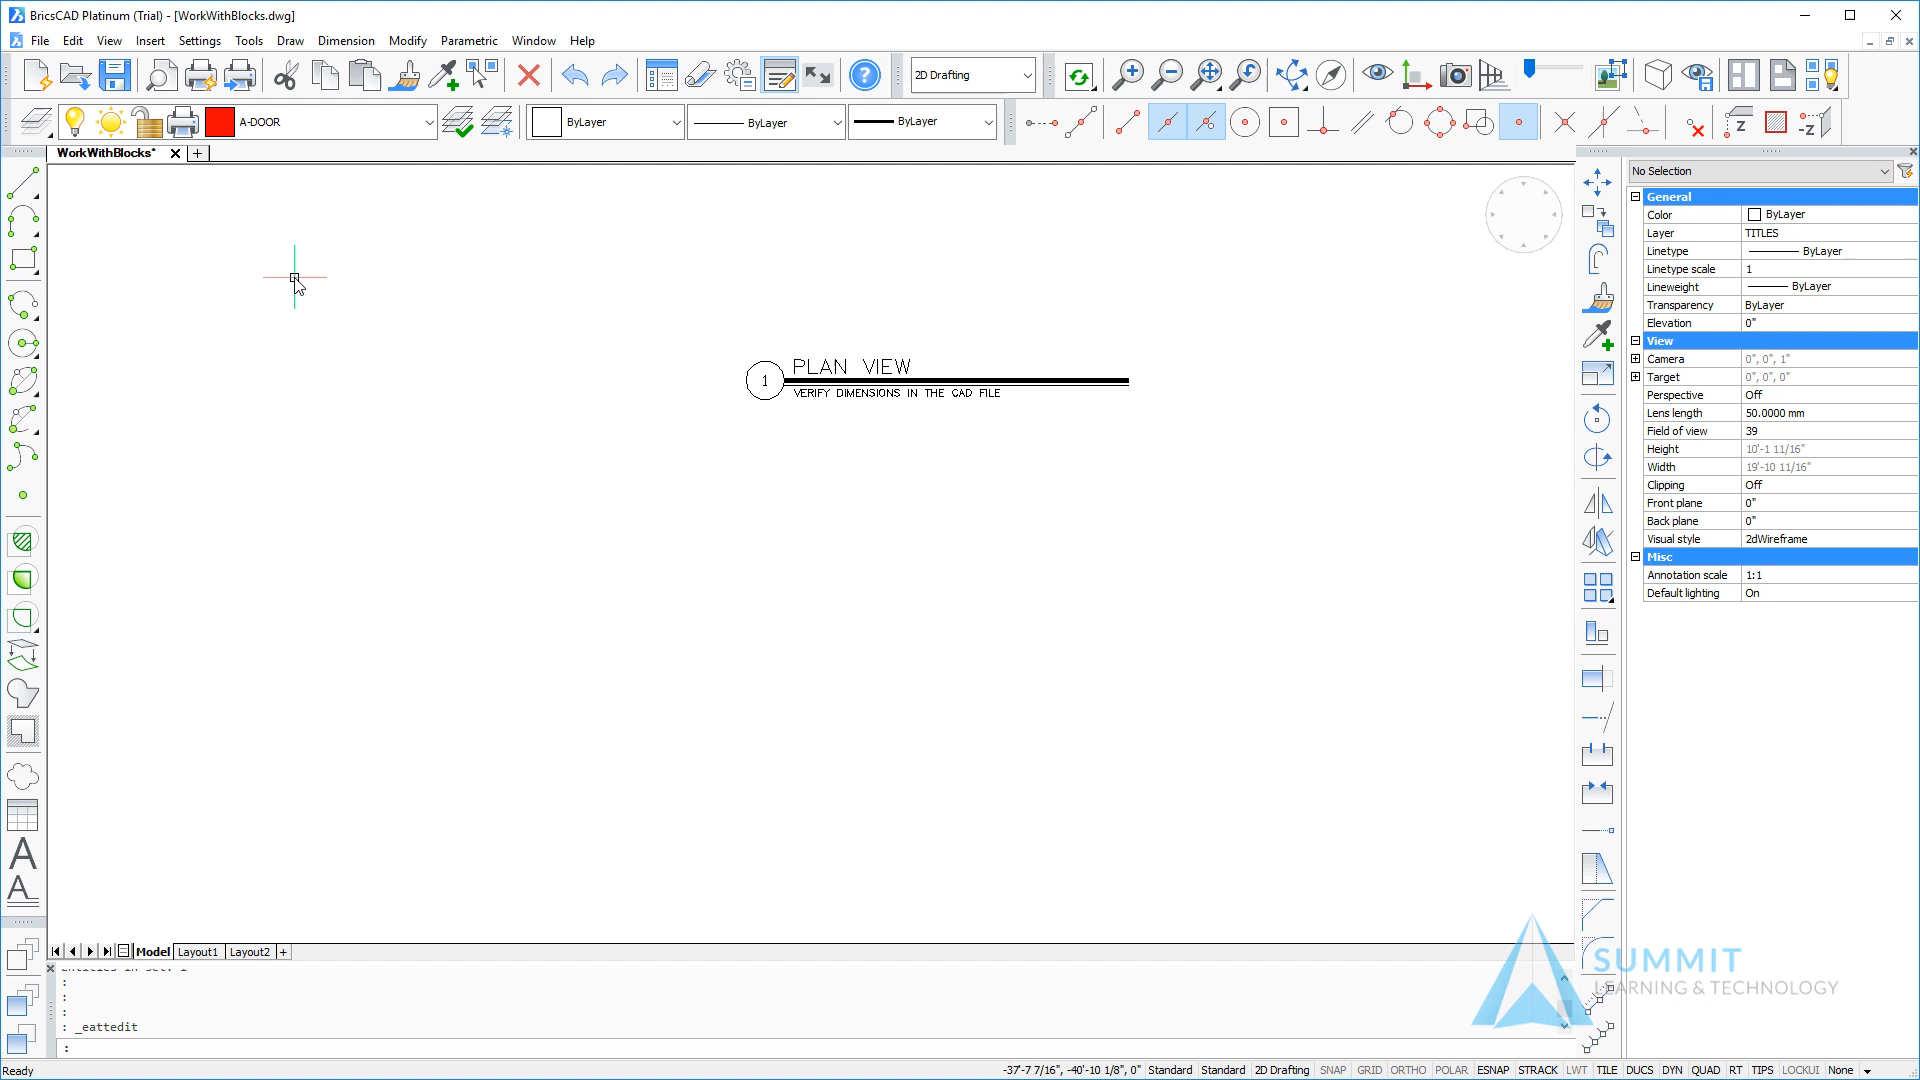 BricsCAD Platinum (Trial) - [WorkWithBlocks.dwg]
File Edit View Insert Settings Tools Draw Dimension Modify Parametric Window Help
2D Drafting
A-DOOR ByLayer ByLayer ByLayer
WorkWithBlocks*
No Selection
General
Color ByLayer
Layer TITLES
Linetype ByLayer
Linetype scale 1
Lineweight ByLayer
Transparency ByLayer
Elevation 0"
View
Camera 0", 0", 1"
Target 0", 0", 0"
Perspective Off
Lens length 50.0000 mm
Field of view 39
Height 10'-1 11/16"
Width 19'-10 11/16"
Clipping Off
Front plane 0"
Back plane 0"
Visual style 2dWireframe
Misc
Annotation scale 1:1
Default lighting On
1 PLAN VIEW
VERIFY DIMENSIONS IN THE CAD FILE
Model Layout1 Layout2
:
:
:
: _eattedit
:
SUMMIT
LEARNING & TECHNOLOGY
Ready -37'-7 7/16", -40'-10 1/8", 0" Standard Standard 2D Drafting SNAP GRID ORTHO POLAR ESNAP STRACK LWT TILE DUCS DYN QUAD RT TIPS LOCKUI None